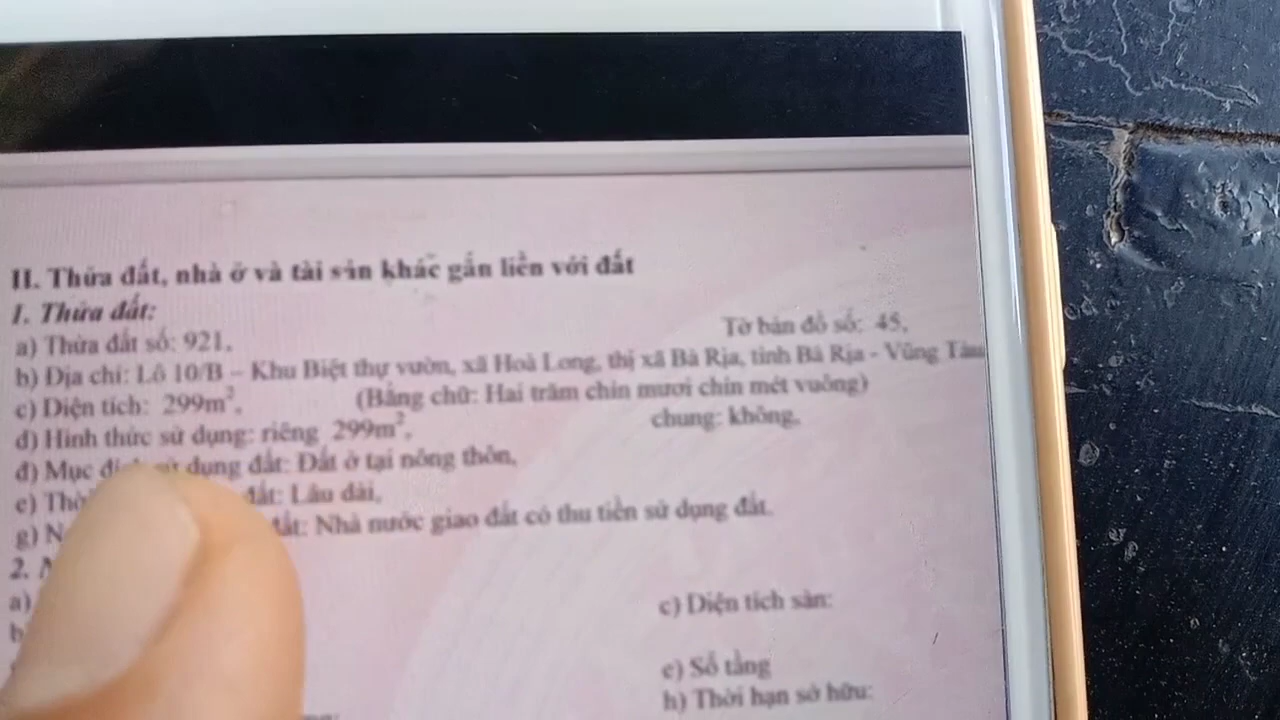 II. Thửa đất, nhà ở và tài sản khác gắn liền với đất
1. Thửa đất:
a) Thửa đất số: 921, Tờ bản đồ số: 45,
b) Địa chỉ: Lô 10/B - Khu Biệt thự vườn, xã Hoà Long, thị xã Bà Rịa, tỉnh Bà Rịa - Vũng Tàu
c) Diện tích: 299m², (Bằng chữ: Hai trăm chín mươi chín mét vuông)
d) Hình thức sử dụng: riêng 299m², chung: không,
đ) Mục đích sử dụng đất: Đất ở tại nông thôn,
e) đất: Lâu dài,
g) đất: Nhà nước giao đất có thu tiền sử dụng đất.
2.
a) c) Diện tích sàn:
b
e) Số tầng
h) Thời hạn sở hữu: